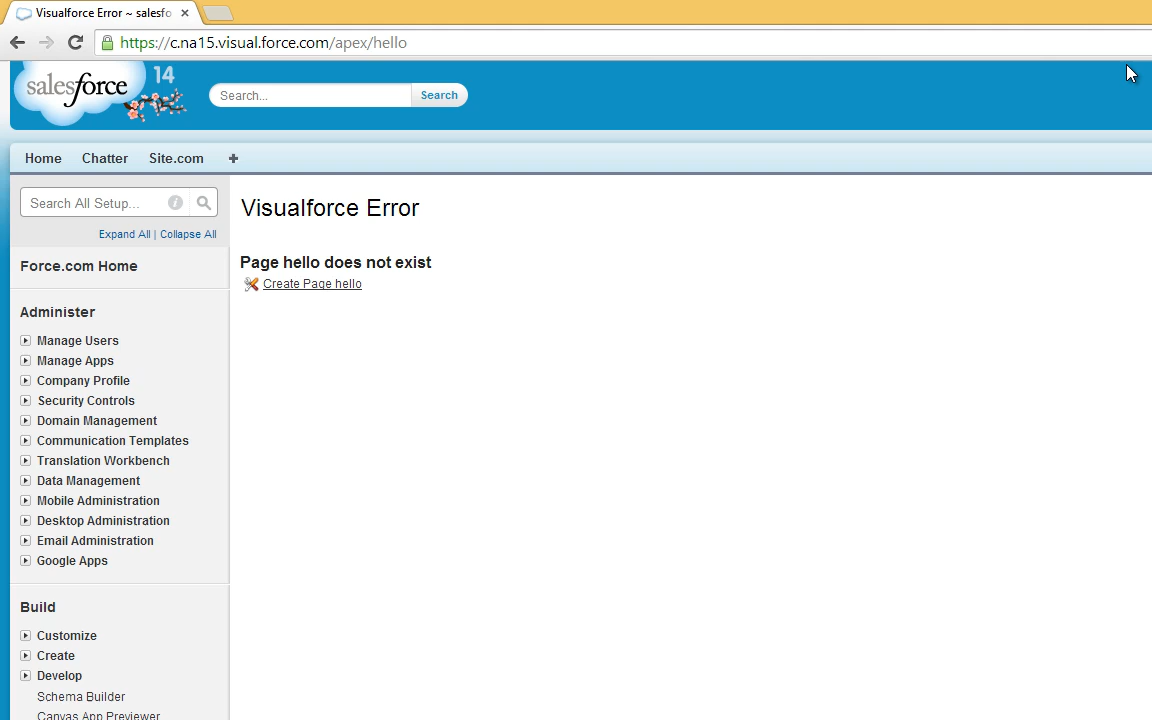 Visualforce Error ~ salesfo
https://c.na15.visual.force.com/apex/hello
salesforce 14
Search...
Search
Home
Chatter
Site.com
Search All Setup...
Expand All | Collapse All
Visualforce Error
Page hello does not exist
Create Page hello
Force.com Home
Administer
Manage Users
Manage Apps
Company Profile
Security Controls
Domain Management
Communication Templates
Translation Workbench
Data Management
Mobile Administration
Desktop Administration
Email Administration
Google Apps
Build
Customize
Create
Develop
Schema Builder
Canvas App Previewer